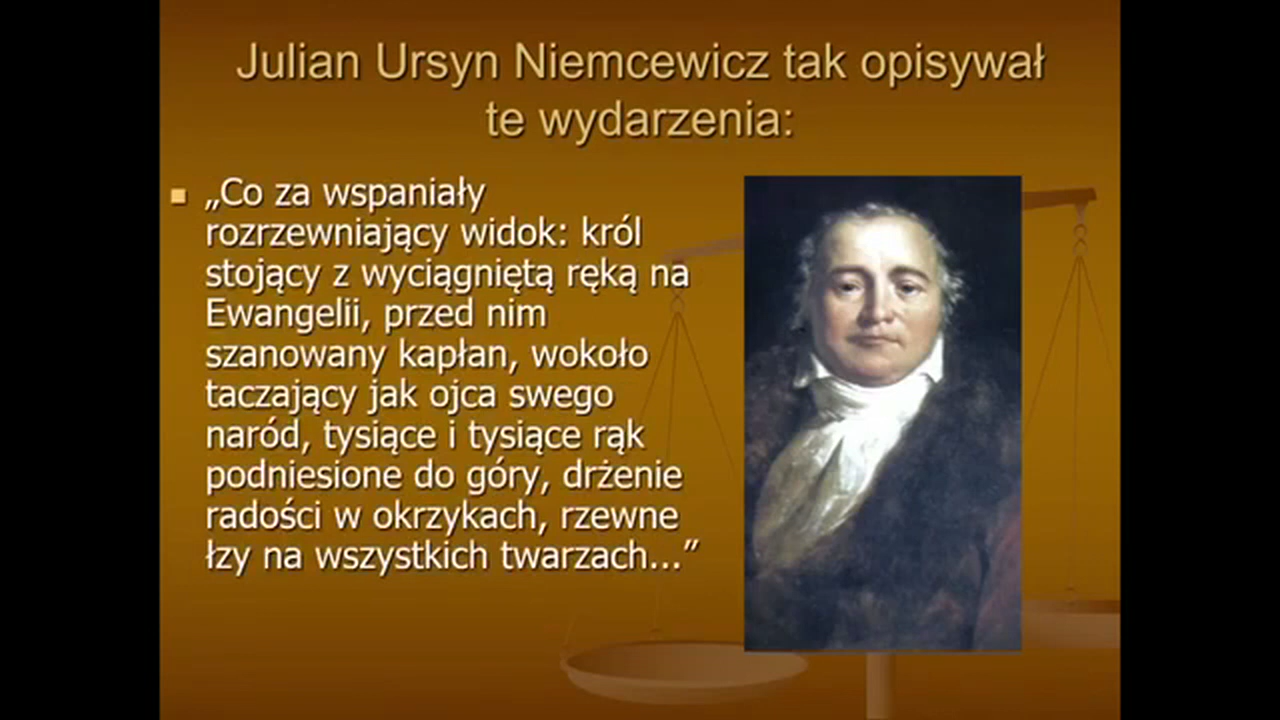 Julian Ursyn Niemcewicz tak opisywał
te wydarzenia:
„Co za wspaniały
rozrzewniający widok: król
stojący z wyciągniętą ręką na
Ewangelii, przed nim
szanowany kapłan, wokoło
taczający jak ojca swego
naród, tysiące i tysiące rąk
podniesione do góry, drżenie
radości w okrzykach, rzewne
łzy na wszystkich twarzach...”